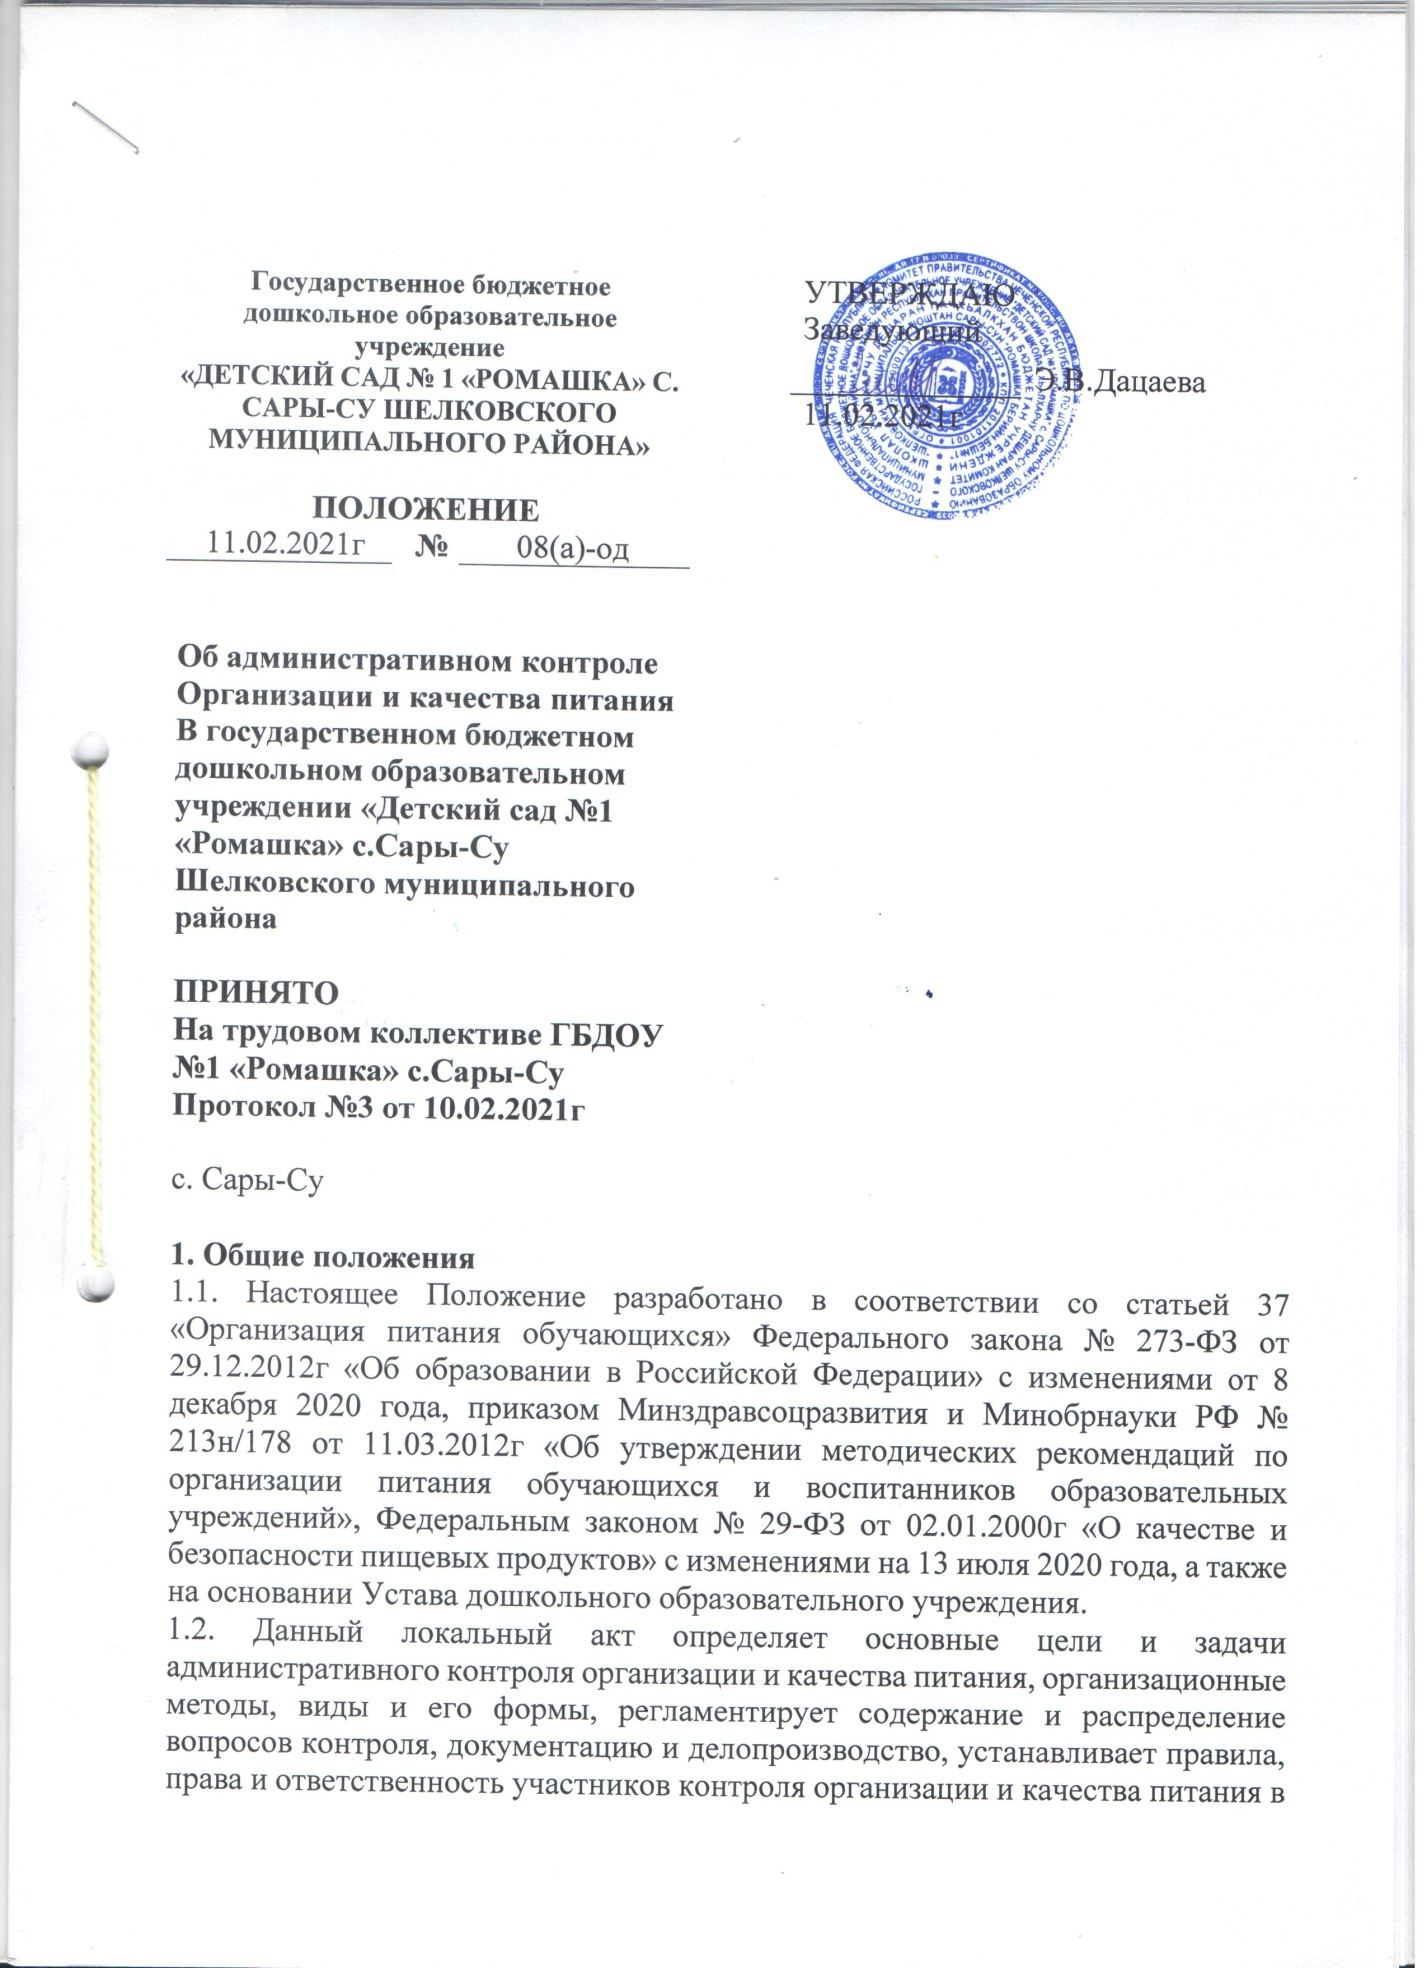 Государственное бюджетное
дошкольное образовательное
учреждение
«ДЕТСКИЙ САД № 1 «РОМАШКА» С.
САРЫ-СУ ШЕЛКОВСКОГО
МУНИЦИПАЛЬНОГО РАЙОНА»
УТВЕРЖДАЮ
Заведующий
Э.В.Дацаева
11.02.2021г
ПОЛОЖЕНИЕ
11.02.2021г № 08(а)-од
Об административном контроле
Организации и качества питания
В государственном бюджетном
дошкольном образовательном
учреждении «Детский сад №1
«Ромашка» с.Сары-Су
Шелковского муниципального
района
ПРИНЯТО
На трудовом коллективе ГБДОУ
№1 «Ромашка» с.Сары-Су
Протокол №3 от 10.02.2021г
с. Сары-Су
1. Общие положения
1.1. Настоящее Положение разработано в соответствии со статьей 37
«Организация питания обучающихся» Федерального закона № 273-ФЗ от
29.12.2012г «Об образовании в Российской Федерации» с изменениями от 8
декабря 2020 года, приказом Минздравсоцразвития и Минобрнауки РФ №
213н/178 от 11.03.2012г «Об утверждении методических рекомендаций по
организации питания обучающихся и воспитанников образовательных
учреждений», Федеральным законом № 29-ФЗ от 02.01.2000г «О качестве и
безопасности пищевых продуктов» с изменениями на 13 июля 2020 года, а также
на основании Устава дошкольного образовательного учреждения.
1.2. Данный локальный акт определяет основные цели и задачи
административного контроля организации и качества питания, организационные
методы, виды и его формы, регламентирует содержание и распределение
вопросов контроля, документацию и делопроизводство, устанавливает правила,
права и ответственность участников контроля организации и качества питания в